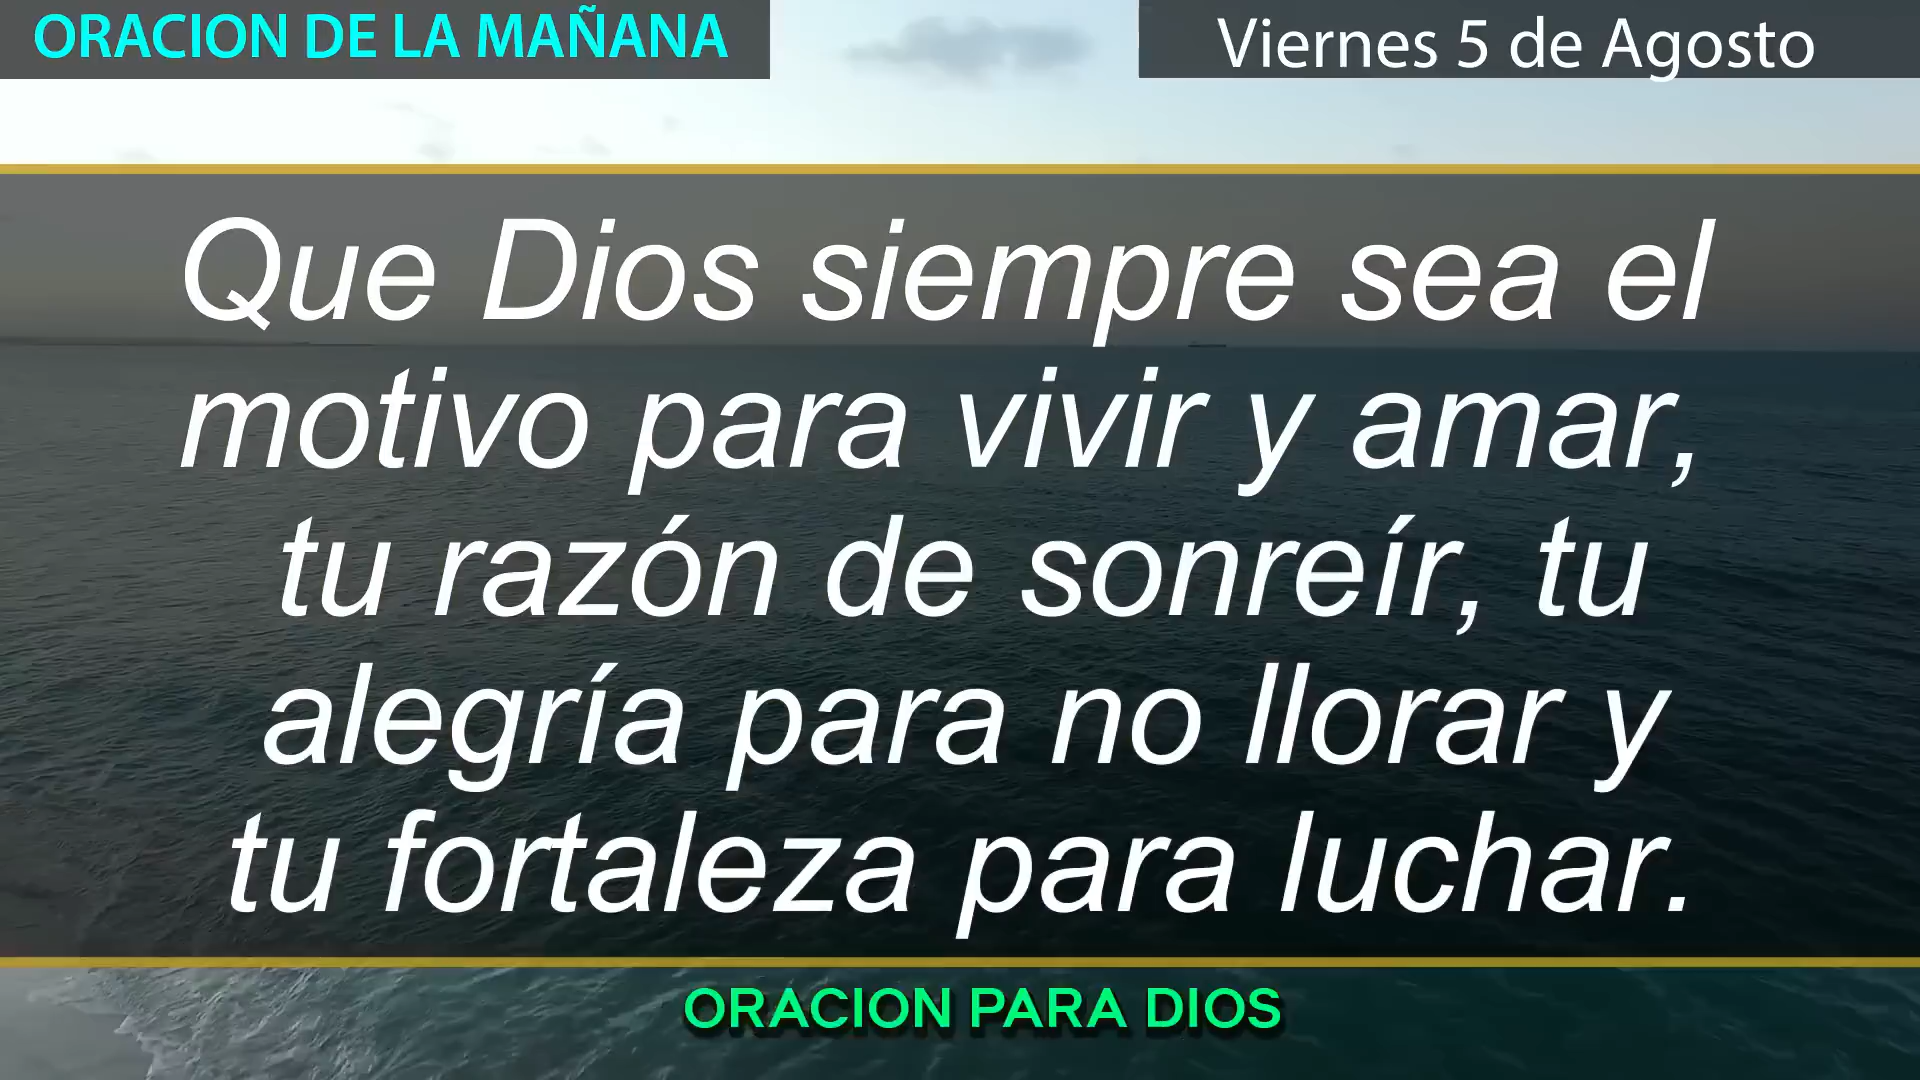 ORACION DE LA MAÑANA
Viernes 5 de Agosto
Que Dios siempre sea el
motivo para vivir y amar,
tu razón de sonreír, tu
alegría para no llorar y
tu fortaleza para luchar.
ORACION PARA DIOS